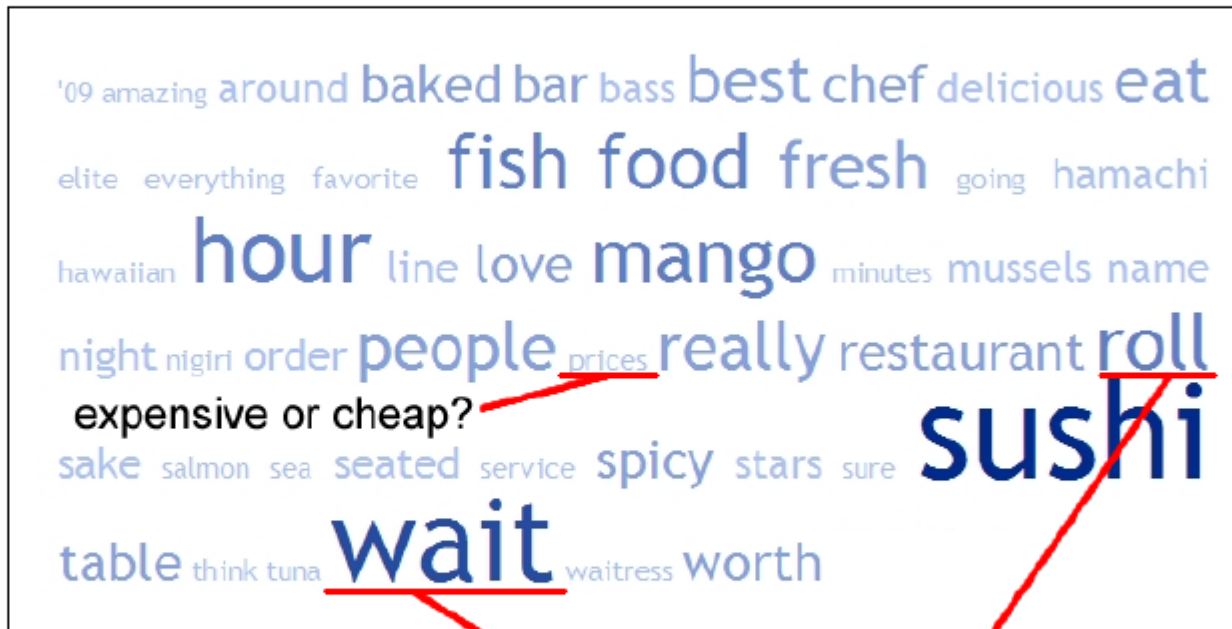 '09 amazing around baked bar bass best chef delicious eat
elite everything favorite fish food fresh going hamachi
hawaiian hour line love mango minutes mussels name
night nigiri order people prices really restaurant roll
expensive or cheap?
sake salmon sea seated service spicy stars sure sushi
table think tuna wait waitress worth